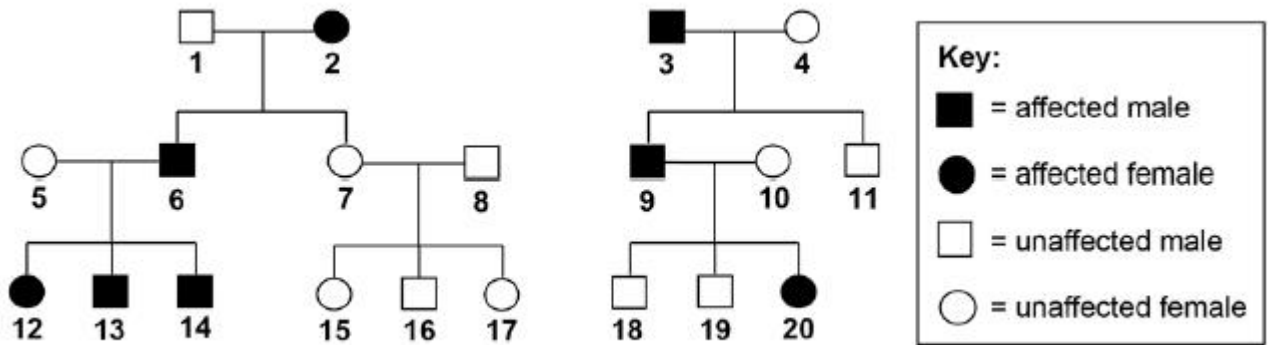 1 2 3 4
Key:
= affected male
= affected female
= unaffected male
= unaffected female
5 6 7 8 9 10 11
12 13 14 15 16 17 18 19 20